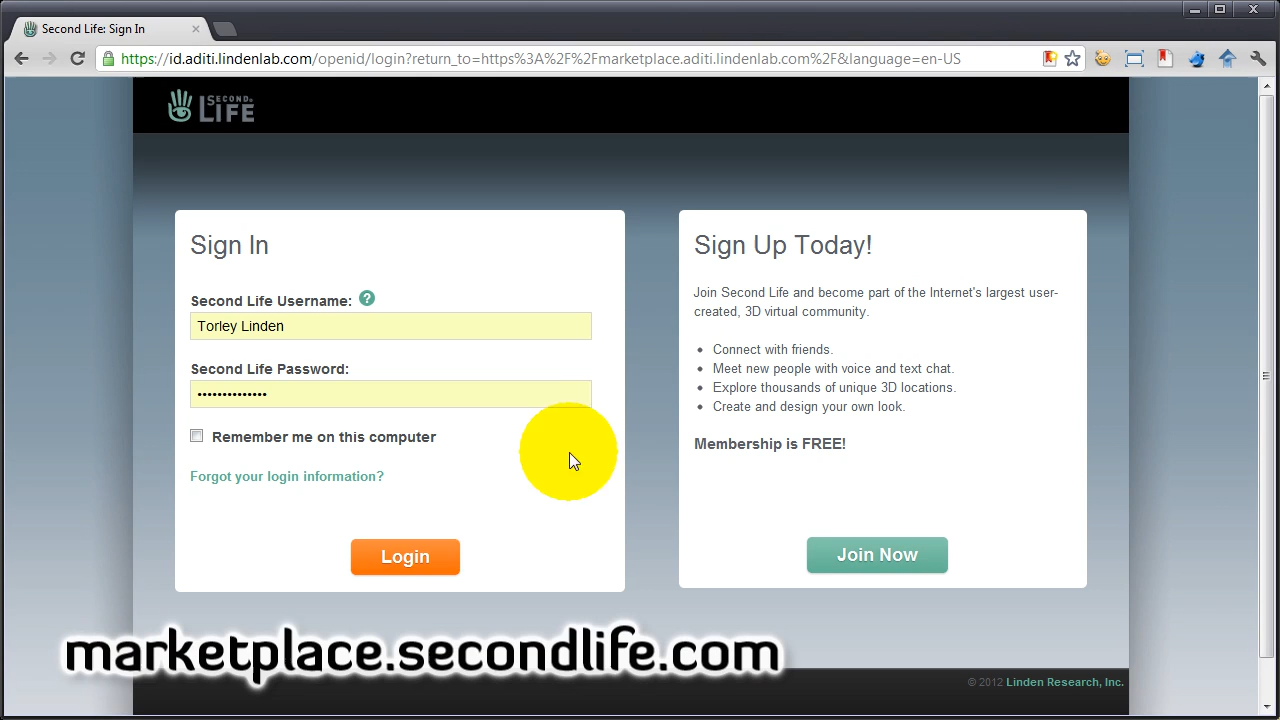 Second Life: Sign In
https://id.aditi.lindenlab.com/openid/login?return_to=https%3A%2F%2Fmarketplace.aditi.lindenlab.com%2F&language=en-US
SECOND LIFE
Sign In
Second Life Username: ?
Torley Linden
Second Life Password:
••••••••••••••
Remember me on this computer
Forgot your login information?
Login
Sign Up Today!
Join Second Life and become part of the Internet's largest user-
created, 3D virtual community.
• Connect with friends.
• Meet new people with voice and text chat.
• Explore thousands of unique 3D locations.
• Create and design your own look.
Membership is FREE!
Join Now
marketplace.secondlife.com
© 2012 Linden Research, Inc.